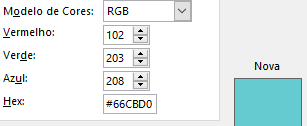 Modelo de Cores: RGB
Vermelho: 102
Verde: 203
Azul: 208
Hex: #66CBD0
Nova